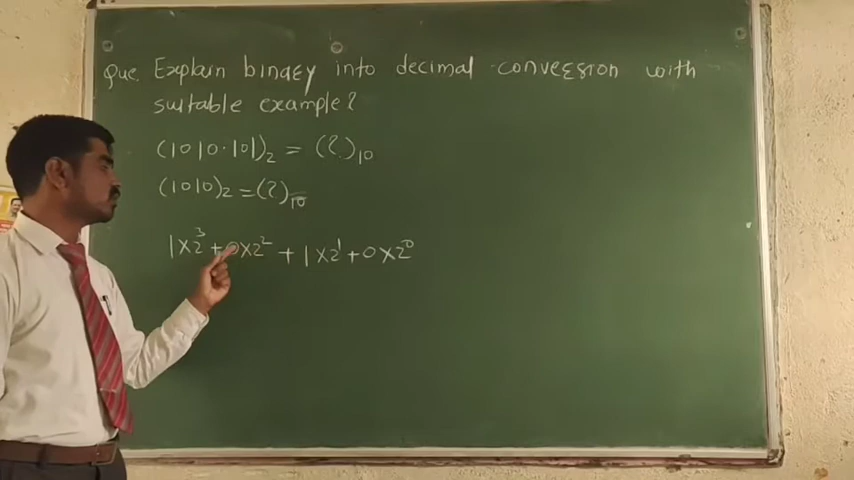 Que. Explain binary into decimal conversion with
suitable example?
(1010.101)₂ = (?)₁₀
(1010)₂ = (?)₁₀
1×2³ + 0×2² + 1×2¹ + 0×2⁰